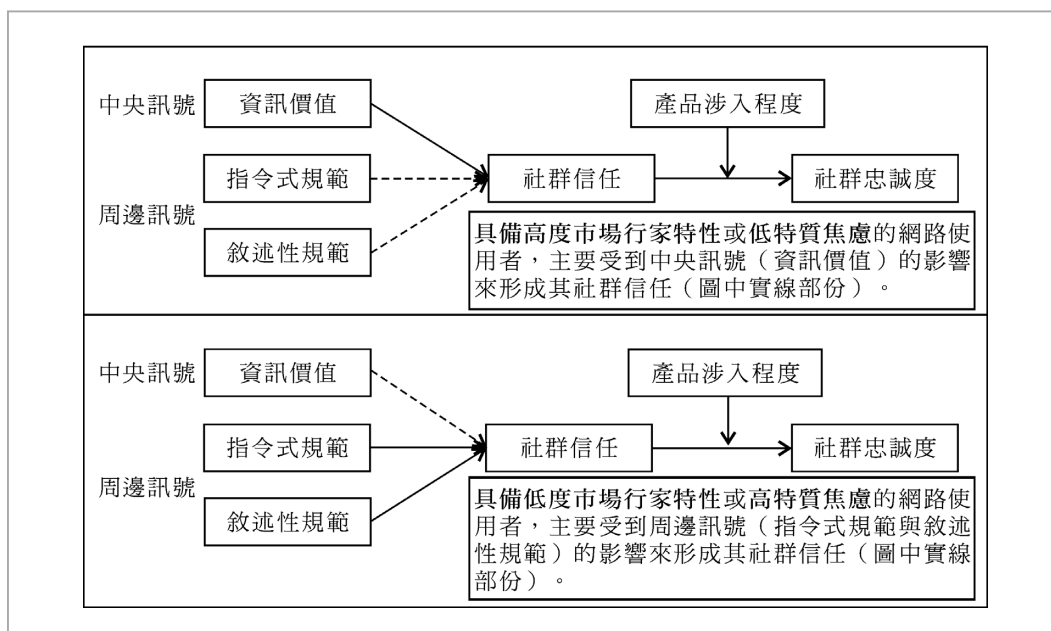 中央訊號
資訊價值
產品涉入程度
指令式規範
社群信任
社群忠誠度
周邊訊號
敘述性規範
具備高度市場行家特性或低特質焦慮的網路使
用者，主要受到中央訊號（資訊價值）的影響
來形成其社群信任（圖中實線部份）。
中央訊號
資訊價值
產品涉入程度
指令式規範
社群信任
社群忠誠度
周邊訊號
敘述性規範
具備低度市場行家特性或高特質焦慮的網路使
用者，主要受到周邊訊號（指令式規範與敘述
性規範）的影響來形成其社群信任（圖中實線
部份）。